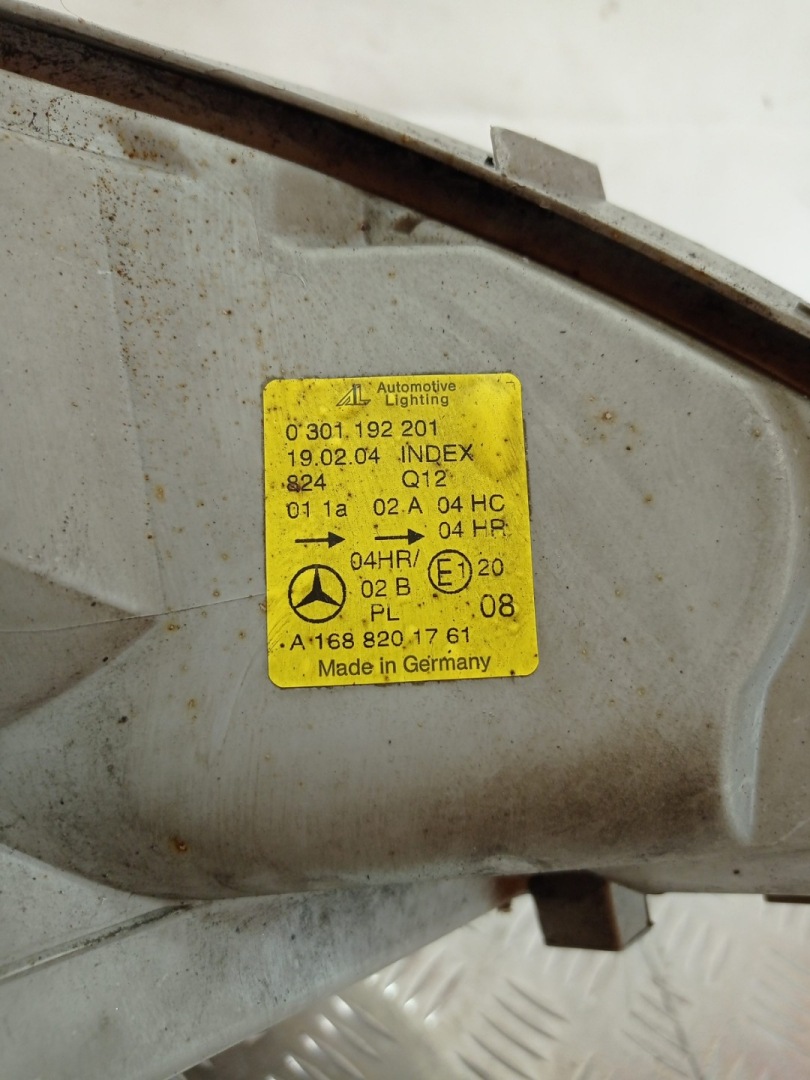 AL Automotive
Lighting
0 301 192 201
19.02.04 INDEX
824 Q12
01 1a 02 A 04 HC
→ → 04 HR
04HR/ E1 20
02 B
PL 08
A 168 820 17 61
Made in Germany